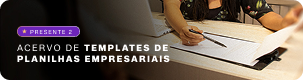 PRESENTE 2
ACERVO DE TEMPLATES DE
PLANILHAS EMPRESARIAIS